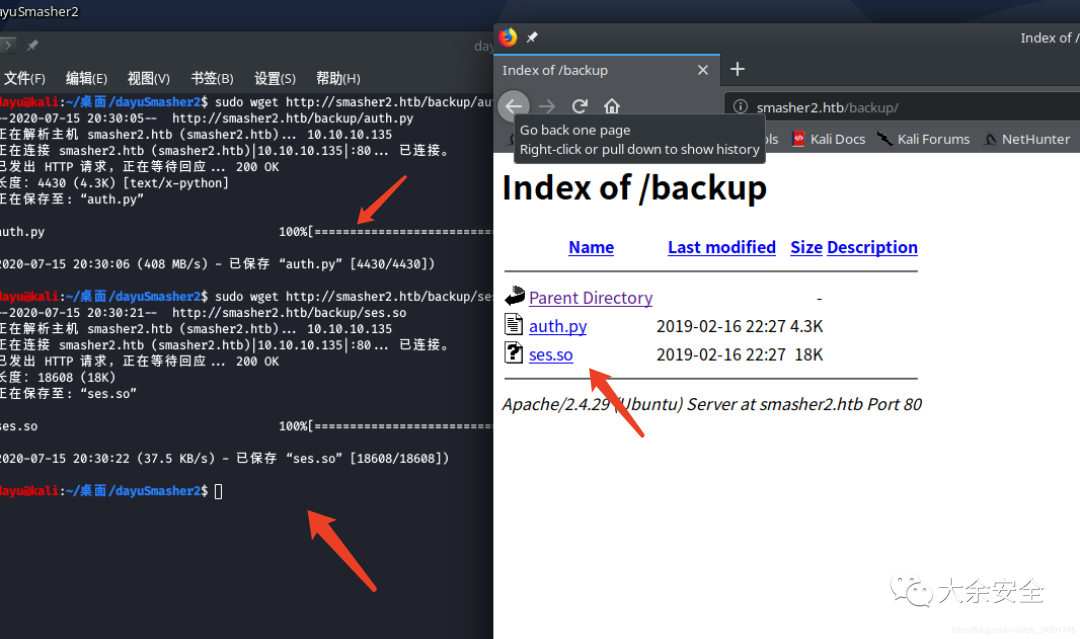 ayuSmasher2
day
文件(F) 编辑(E) 视图(V) 书签(B) 设置(S) 帮助(H)
dayu@kali:~/桌面/dayuSmasher2$ sudo wget http://smasher2.htb/backup/aut
--2020-07-15 20:30:05-- http://smasher2.htb/backup/auth.py
正在解析主机 smasher2.htb (smasher2.htb)... 10.10.10.135
正在连接 smasher2.htb (smasher2.htb)|10.10.10.135|:80... 已连接。
已发出 HTTP 请求，正在等待回应... 200 OK
长度：4430 (4.3K) [text/x-python]
正在保存至: “auth.py”
auth.py 100%[=========================
2020-07-15 20:30:06 (408 MB/s) - 已保存 “auth.py” [4430/4430])
dayu@kali:~/桌面/dayuSmasher2$ sudo wget http://smasher2.htb/backup/ses
--2020-07-15 20:30:21-- http://smasher2.htb/backup/ses.so
正在解析主机 smasher2.htb (smasher2.htb)... 10.10.10.135
正在连接 smasher2.htb (smasher2.htb)|10.10.10.135|:80... 已连接。
已发出 HTTP 请求，正在等待回应... 200 OK
长度：18608 (18K)
正在保存至: “ses.so”
ses.so 100%[=========================
2020-07-15 20:30:22 (37.5 KB/s) - 已保存 “ses.so” [18608/18608])
dayu@kali:~/桌面/dayuSmasher2$
Index of /
Index of /backup
smasher2.htb/backup/
Go back one page
Right-click or pull down to show history
ls Kali Docs Kali Forums NetHunter
Index of /backup
Name Last modified Size Description
Parent Directory -
auth.py 2019-02-16 22:27 4.3K
ses.so 2019-02-16 22:27 18K
Apache/2.4.29 (Ubuntu) Server at smasher2.htb Port 80
大余安全